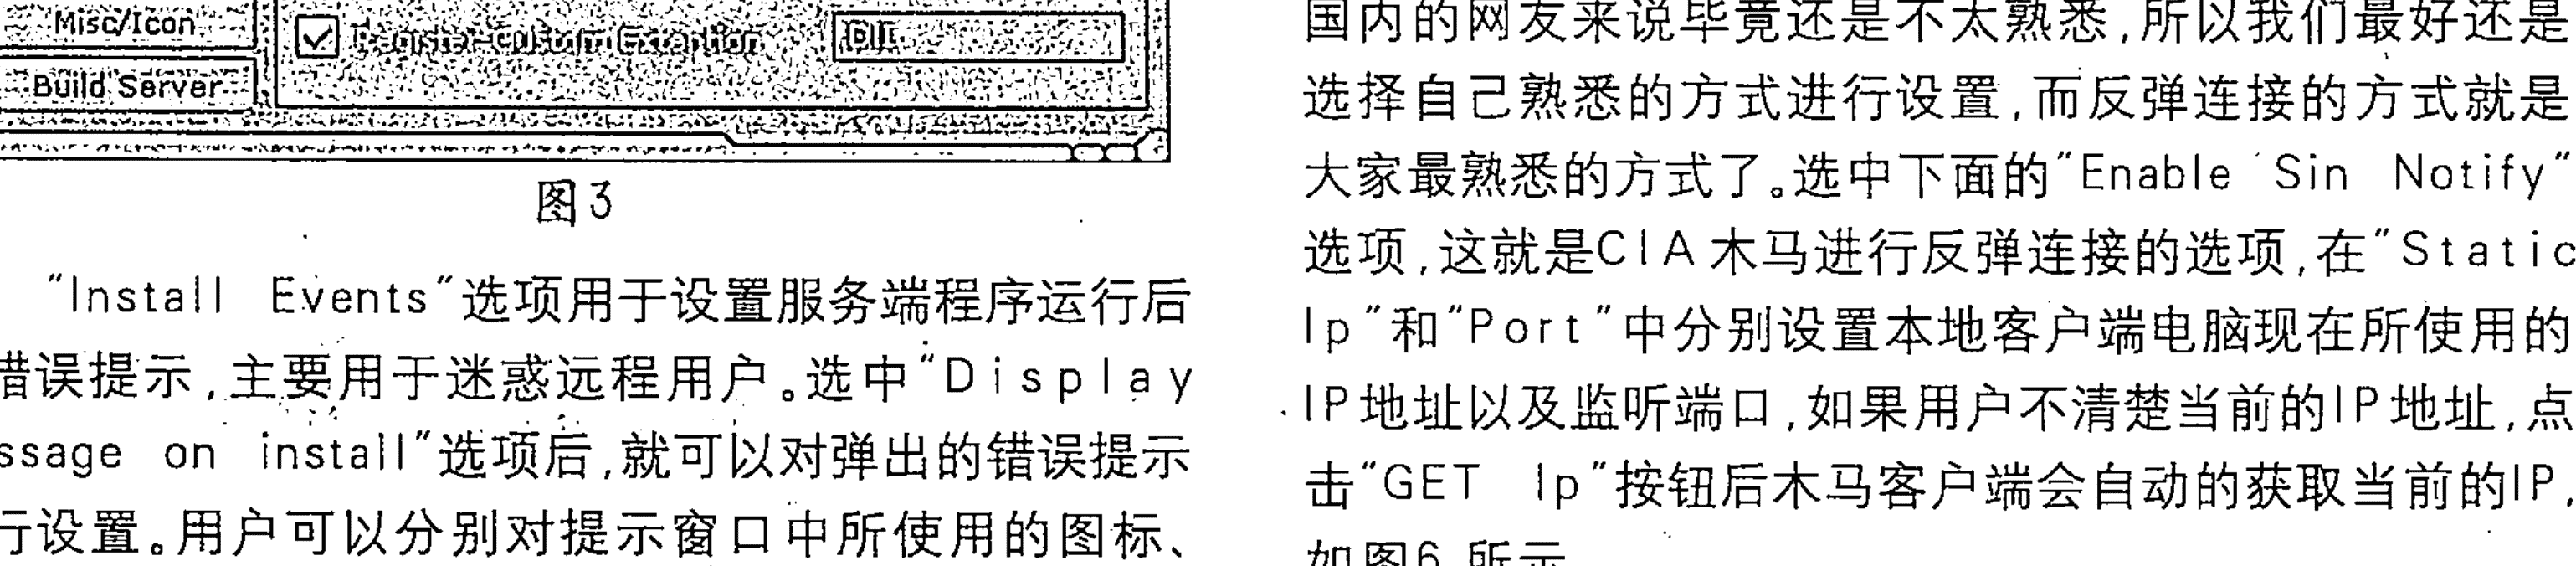 Misc/Icon
Register Custom Extantion
.Dll
Build Server
图3
“Install Events”选项用于设置服务端程序运行后
错误提示,主要用于迷惑远程用户。选中“Display
ssage on install”选项后,就可以对弹出的错误提示
行设置。用户可以分别对提示窗口中所使用的图标、
国内的网友来说毕竟还是不太熟悉,所以我们最好还是
选择自己熟悉的方式进行设置,而反弹连接的方式就是
大家最熟悉的方式了。选中下面的“Enable Sin Notify”
选项,这就是CIA木马进行反弹连接的选项,在“Static
Ip”和“Port”中分别设置本地客户端电脑现在所使用的
IP地址以及监听端口,如果用户不清楚当前的IP地址,点
击“GET Ip”按钮后木马客户端会自动的获取当前的IP,
如图6所示